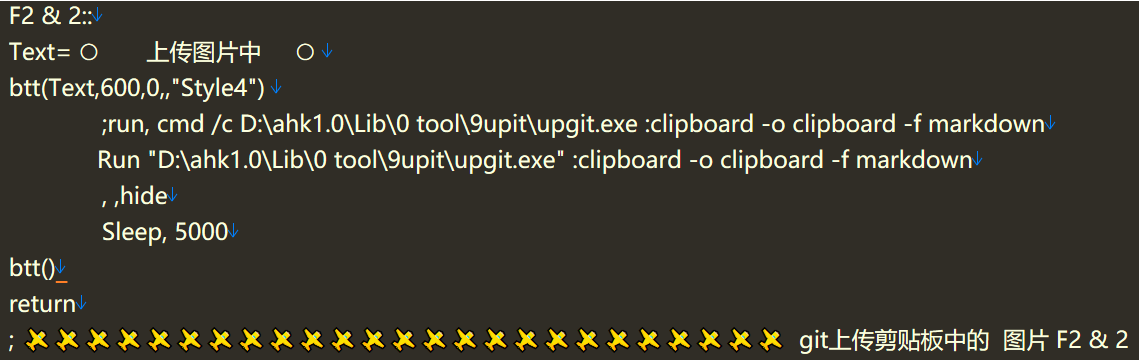 F2 & 2::↓
Text= ○ 上传图片中 ○ ↓
btt(Text,600,0,,"Style4") ↓
;run, cmd /c D:\ahk1.0\Lib\0 tool\9upit\upgit.exe :clipboard -o clipboard -f markdown↓
Run "D:\ahk1.0\Lib\0 tool\9upit\upgit.exe" :clipboard -o clipboard -f markdown↓
, ,hide↓
Sleep, 5000↓
btt()↓
return↓
; git上传剪贴板中的 图片 F2 & 2